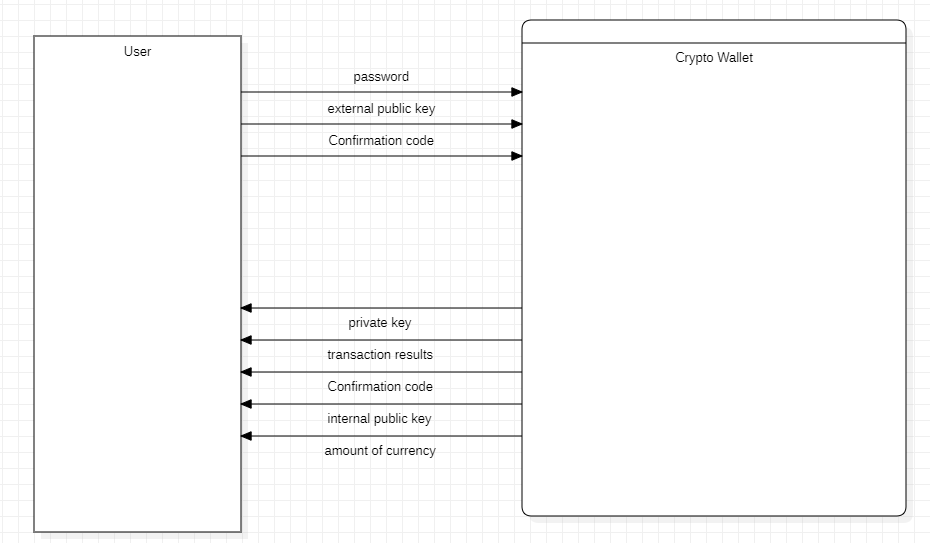 User
Crypto Wallet
password
external public key
Confirmation code
private key
transaction results
Confirmation code
internal public key
amount of currency